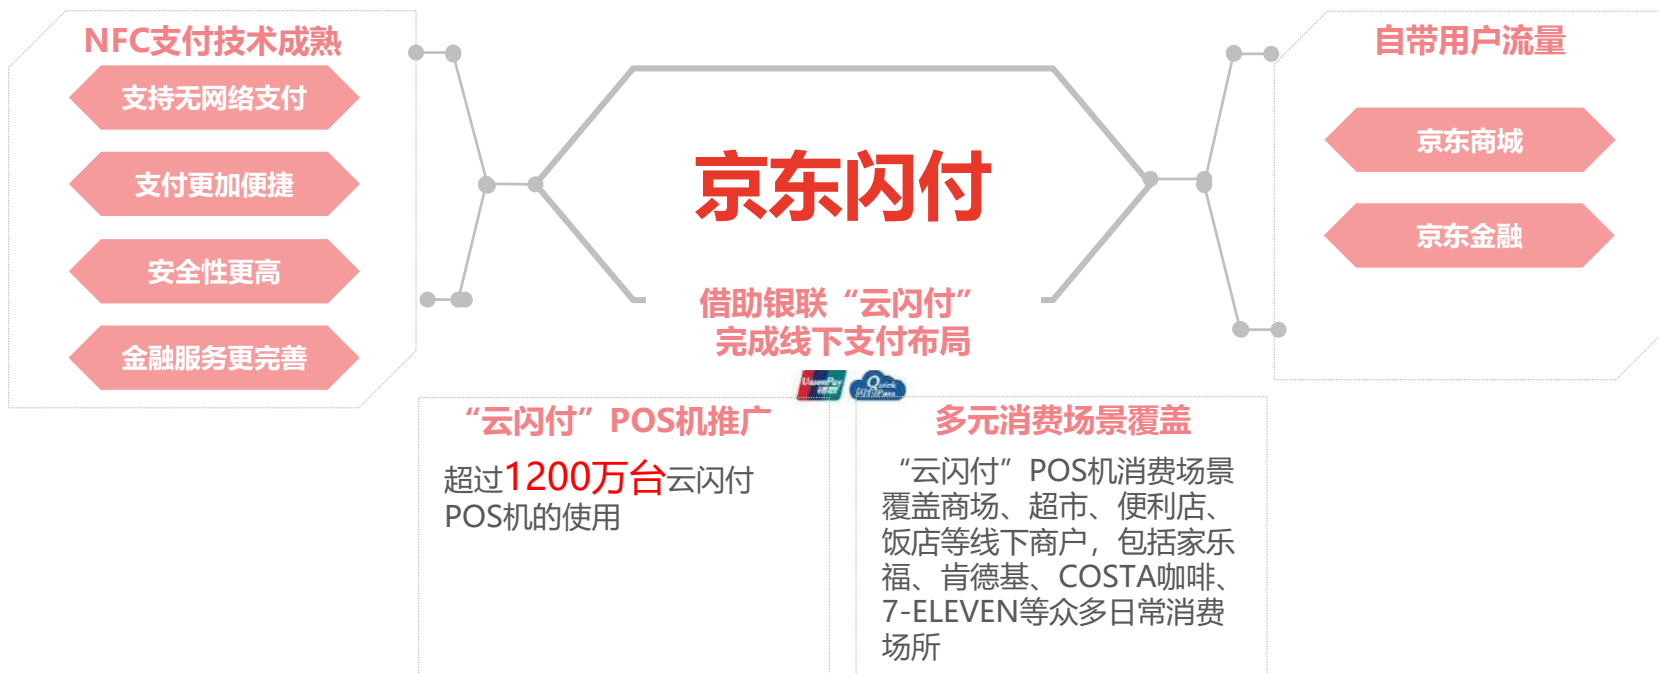 NFC支付技术成熟
支持无网络支付
支付更加便捷
安全性更高
金融服务更完善
京东闪付
借助银联“云闪付”
完成线下支付布局
UnionPay
银联
Quick
Pass
自带用户流量
京东商城
京东金融
“云闪付”POS机推广
超过1200万台云闪付
POS机的使用
多元消费场景覆盖
“云闪付”POS机消费场景
覆盖商场、超市、便利店、
饭店等线下商户，包括家乐
福、肯德基、COSTA咖啡、
7-ELEVEN等众多日常消费
场所